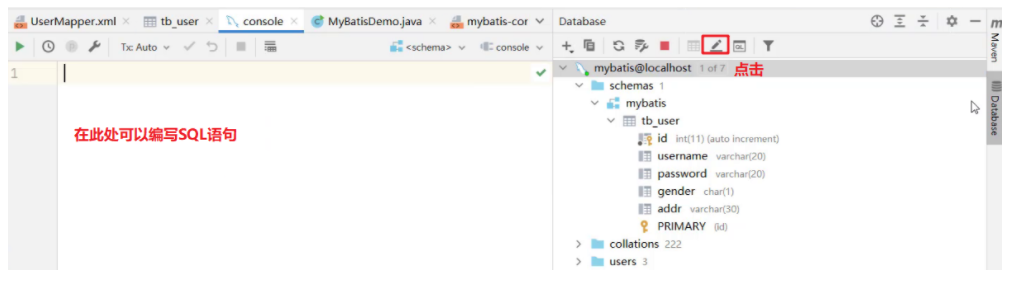 UserMapper.xml tb_user console MyBatisDemo.java mybatis-cor Database
Tx: Auto <schema> console
1
在此处可以编写SQL语句
mybatis@localhost 1 of 7 点击
schemas 1
mybatis
tb_user
id int(11) (auto increment)
username varchar(20)
password varchar(20)
gender char(1)
addr varchar(30)
PRIMARY (id)
collations 222
users 3
m
Maven
Database